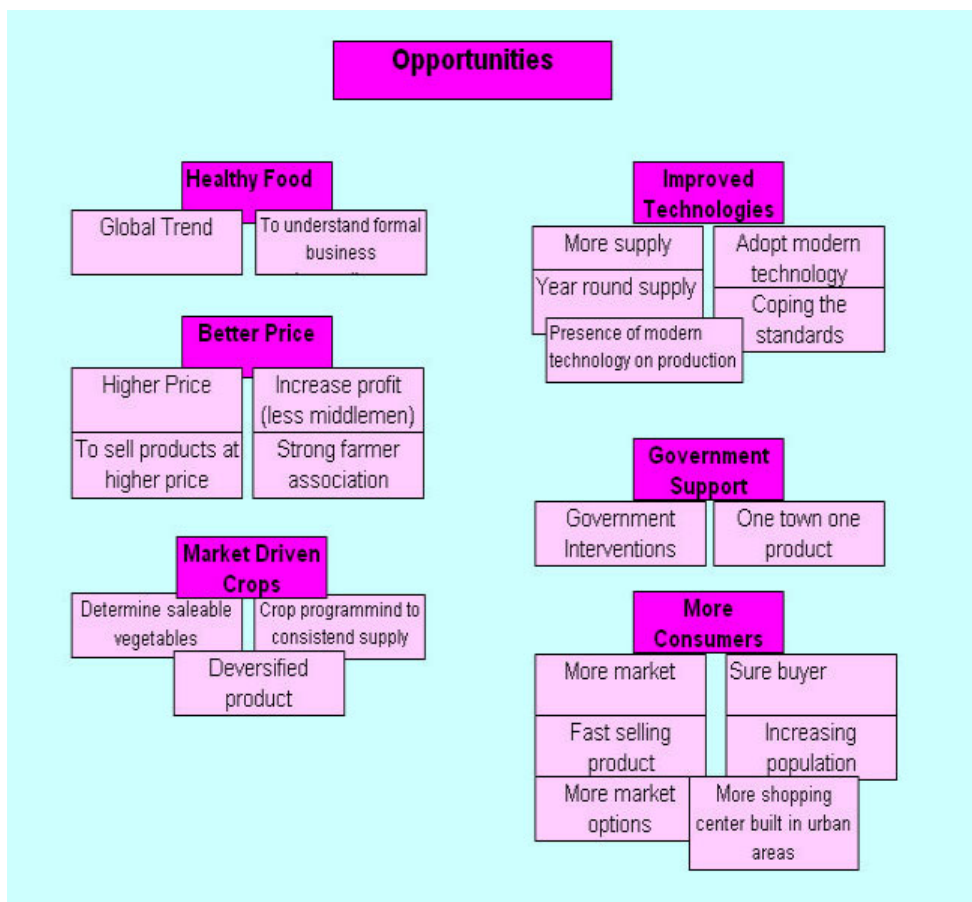 Opportunities
Healthy Food
Global Trend
To understand formal
business
Better Price
Higher Price
Increase profit
(less middlemen)
To sell products at
higher price
Strong farmer
association
Market Driven
Crops
Determine saleable
vegetables
Crop programmind to
consistend supply
Deversified
product
Improved
Technologies
More supply
Adopt modern
technology
Year round supply
Coping the
standards
Presence of modern
technology on production
Government
Support
Government
Interventions
One town one
product
More
Consumers
More market
Sure buyer
Fast selling
product
Increasing
population
More market
options
More shopping
center built in urban
areas